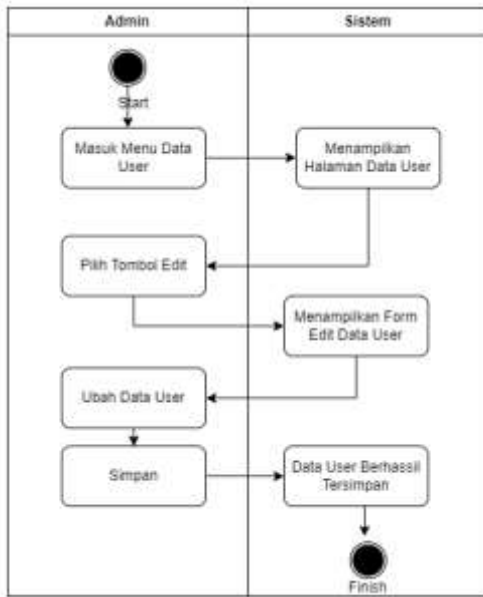 Admin
Sistem
Start
Masuk Menu Data
User
Menampilkan
Halaman Data User
Pilih Tombol Edit
Menampilkan Form
Edit Data User
Ubah Data User
Simpan
Data User Berhassil
Tersimpan
Finish